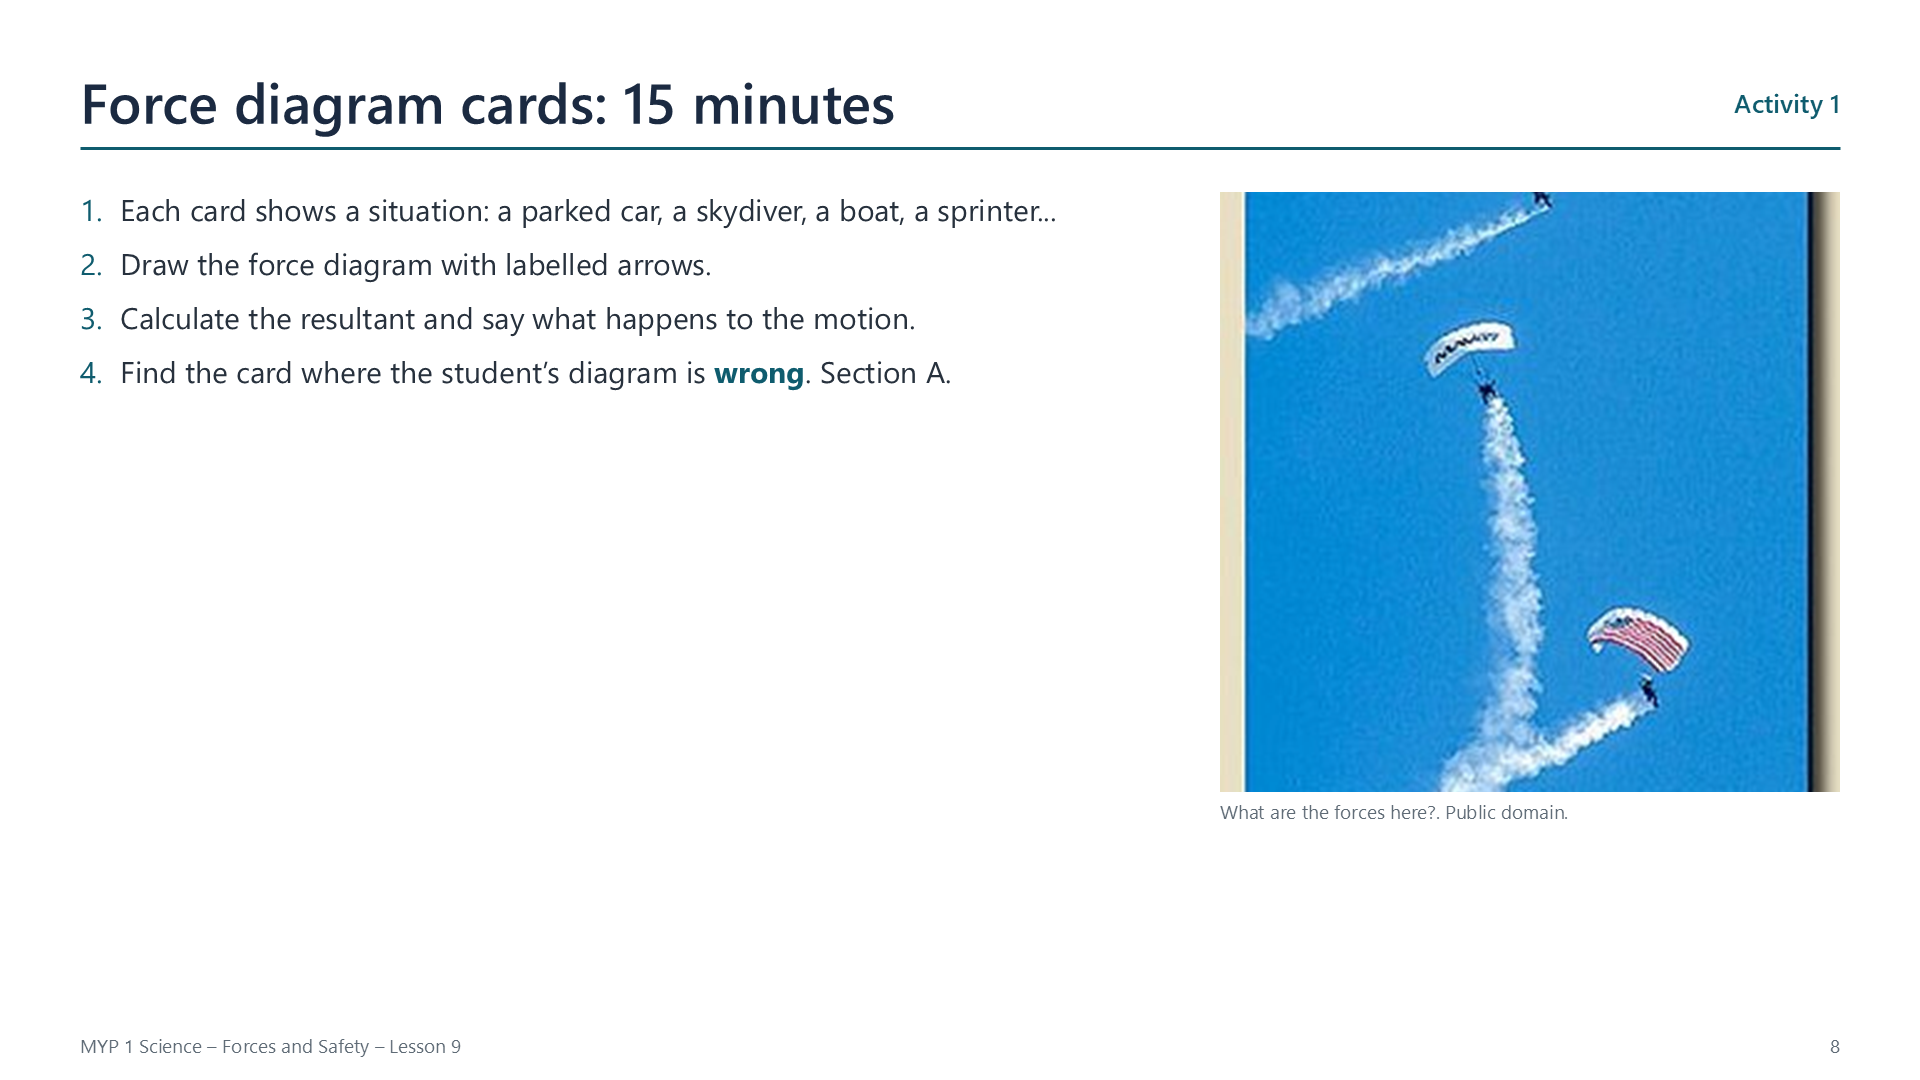 Force diagram cards: 15 minutes
Activity 1
1. Each card shows a situation: a parked car, a skydiver, a boat, a sprinter...
2. Draw the force diagram with labelled arrows.
3. Calculate the resultant and say what happens to the motion.
4. Find the card where the student’s diagram is wrong. Section A.
What are the forces here?. Public domain.
MYP 1 Science – Forces and Safety – Lesson 9
8